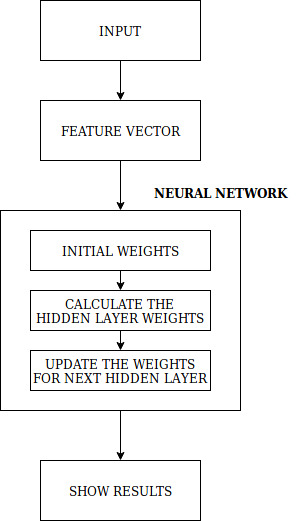 INPUT
FEATURE VECTOR
NEURAL NETWORK
INITIAL WEIGHTS
CALCULATE THE
HIDDEN LAYER WEIGHTS
UPDATE THE WEIGHTS
FOR NEXT HIDDEN LAYER
SHOW RESULTS